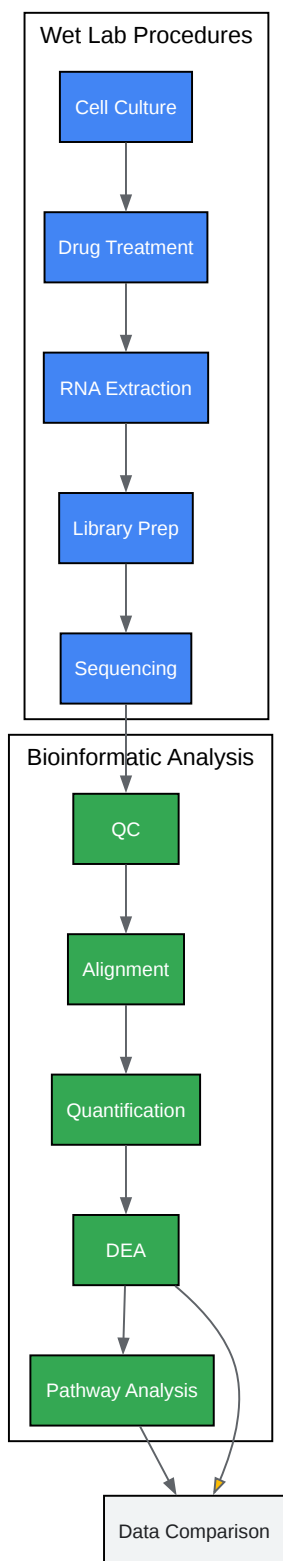 Wet Lab Procedures
Cell Culture
Drug Treatment
RNA Extraction
Library Prep
Sequencing
Bioinformatic Analysis
QC
Alignment
Quantification
DEA
Pathway Analysis
Data Comparison